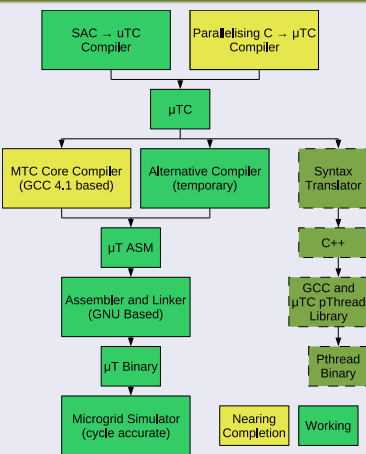 SAC → uTC
Compiler
Parallelising C → µTC
Compiler
µTC
MTC Core Compiler
(GCC 4.1 based)
Alternative Compiler
(temporary)
Syntax
Translator
µT ASM
C++
Assembler and Linker
(GNU Based)
GCC and
µTC pThread
Library
µT Binary
Pthread
Binary
Microgrid Simulator
(cycle accurate)
Nearing
Completion
Working